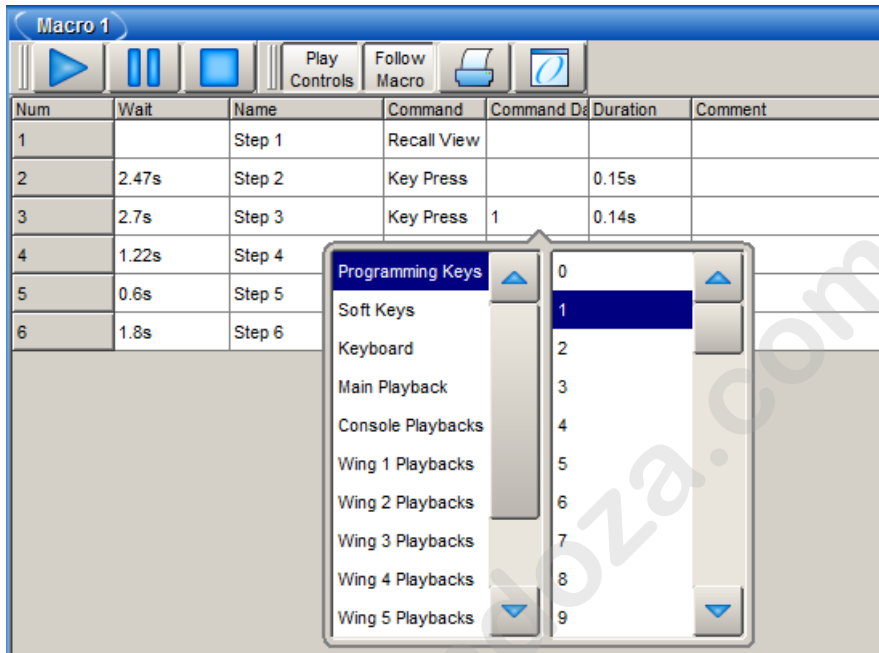 Macro 1
Play Controls
Follow Macro
Num Wait Name Command Command Da Duration Comment
1 Step 1 Recall View
2 2.47s Step 2 Key Press 0.15s
3 2.7s Step 3 Key Press 1 0.14s
4 1.22s Step 4
5 0.6s Step 5
6 1.8s Step 6
Programming Keys 0
Soft Keys 1
Keyboard 2
Main Playback 3
Console Playbacks 4
Wing 1 Playbacks 5
Wing 2 Playbacks 6
Wing 3 Playbacks 7
Wing 4 Playbacks 8
Wing 5 Playbacks 9